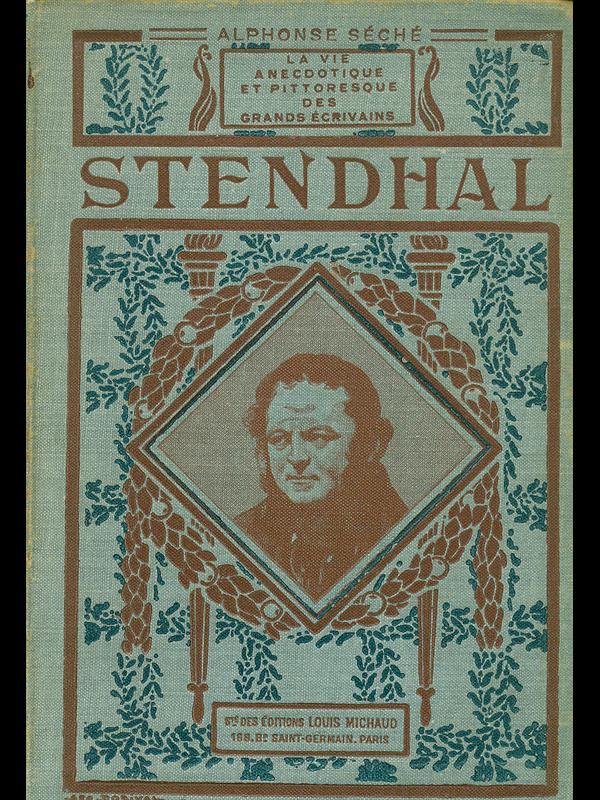 ALPHONSE SÉCHÉ
LA VIE
ANECDOTIQUE
ET PITTORESQUE
DES
GRANDS ÉCRIVAINS
STENDHAL
STÉ DES ÉDITIONS LOUIS MICHAUD
168. BD SAINT-GERMAIN. PARIS